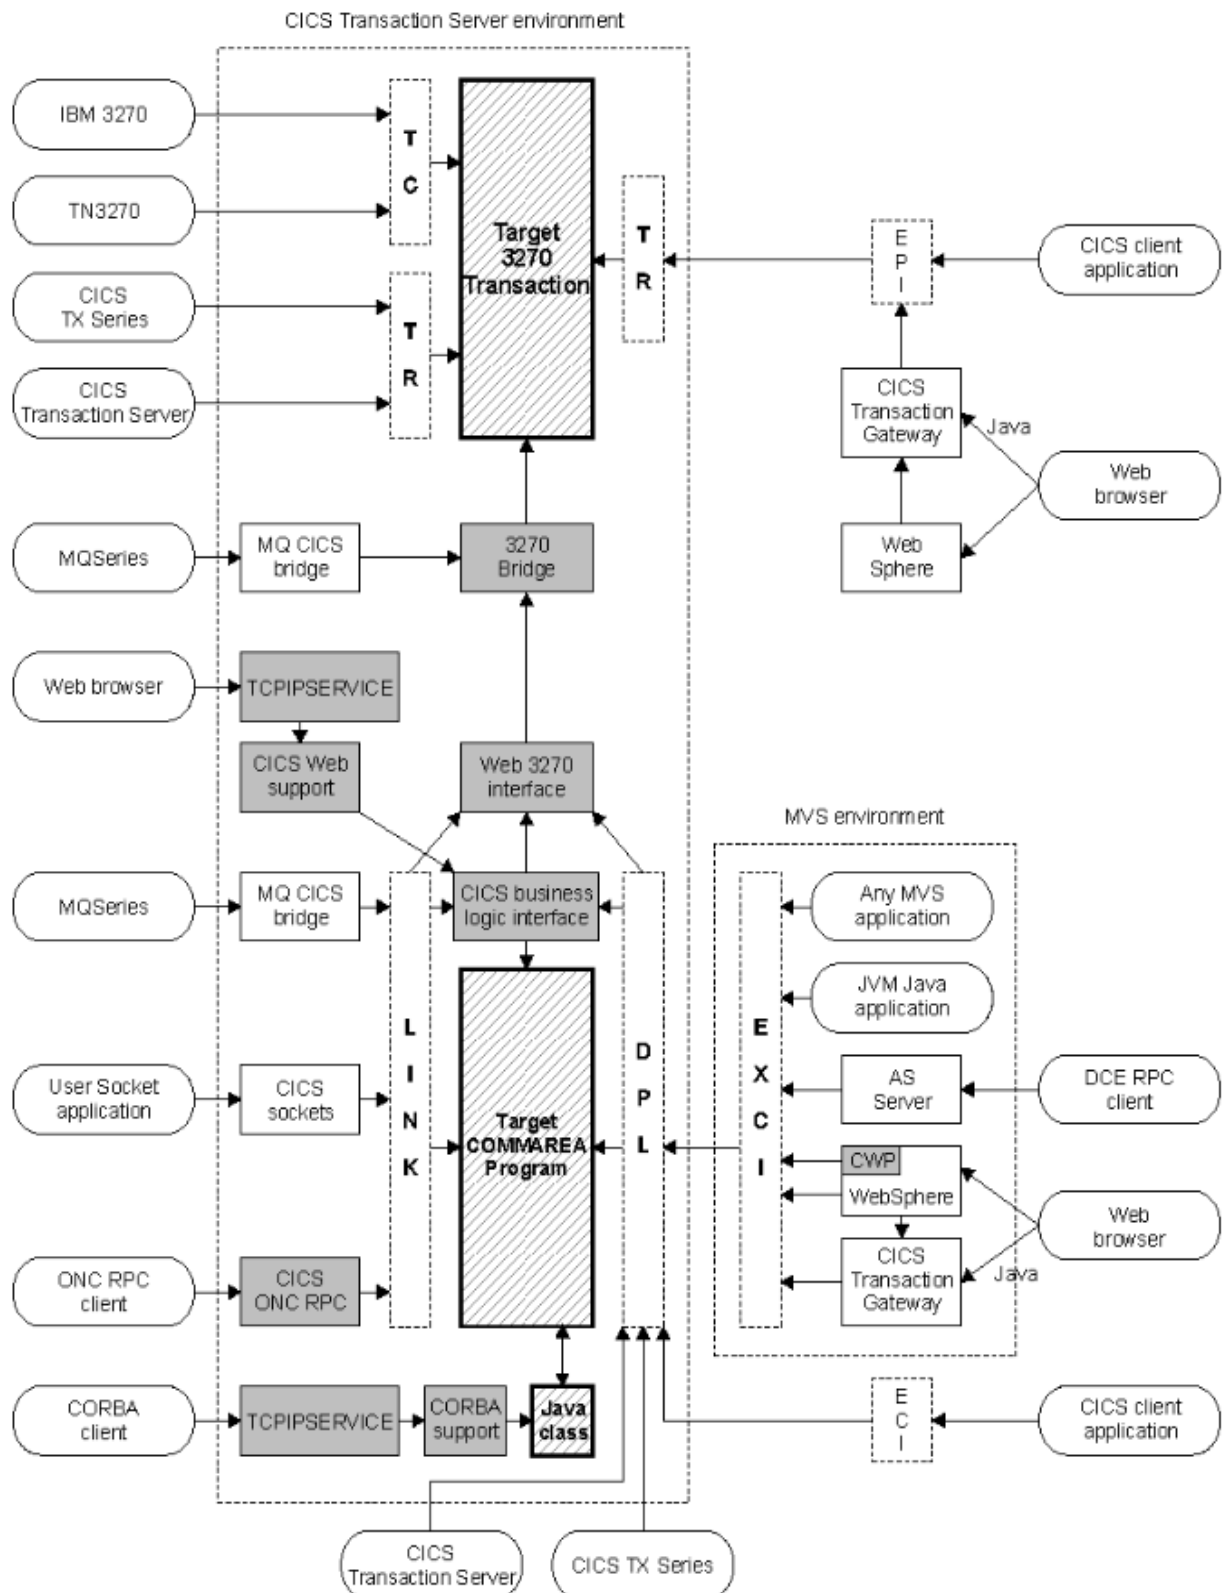 CICS Transaction Server environment
IBM 3270
T
C
TN3270
Target
3270
Transaction
T
R
E
P
I
CICS client
application
CICS
TX Series
T
R
CICS
Transaction Server
CICS
Transaction
Gateway
Java
Web
browser
Web
Sphere
MQSeries
MQ CICS
bridge
3270
Bridge
Web browser
TCPIPSERVICE
CICS Web
support
Web 3270
interface
MVS environment
MQSeries
MQ CICS
bridge
CICS business
logic interface
Any MVS
application
JVM Java
application
L
I
N
K
D
P
L
E
X
C
I
User Socket
application
CICS
sockets
Target
COMMAREA
Program
AS
Server
DCE RPC
client
CWP
WebSphere
Web
browser
CICS
Transaction
Gateway
Java
ONC RPC
client
CICS
ONC RPC
CORBA
client
TCPIPSERVICE
CORBA
support
Java
class
E
C
I
CICS client
application
CICS
Transaction Server
CICS TX Series